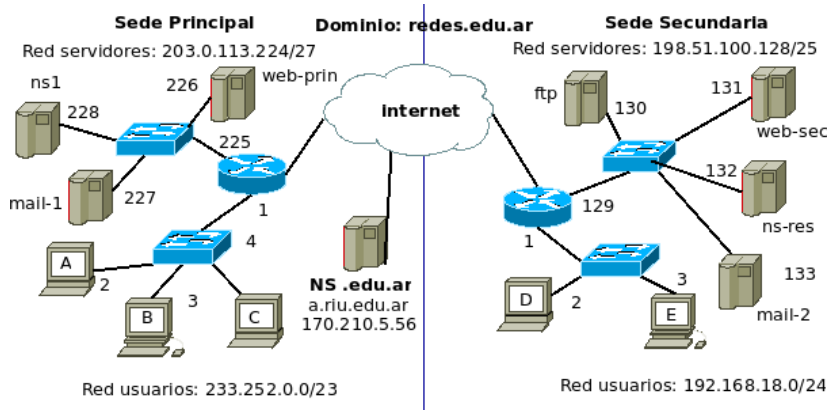 Sede Principal
Dominio: redes.edu.ar
Sede Secundaria
Red servidores: 203.0.113.224/27
Red servidores: 198.51.100.128/25
ns1
228
226
web-prin
225
mail-1
227
1
4
A
2
B
3
C
internet
NS .edu.ar
a.riu.edu.ar
170.210.5.56
ftp
130
131
web-sec
132
ns-res
129
1
133
mail-2
D
2
3
E
Red usuarios: 233.252.0.0/23
Red usuarios: 192.168.18.0/24